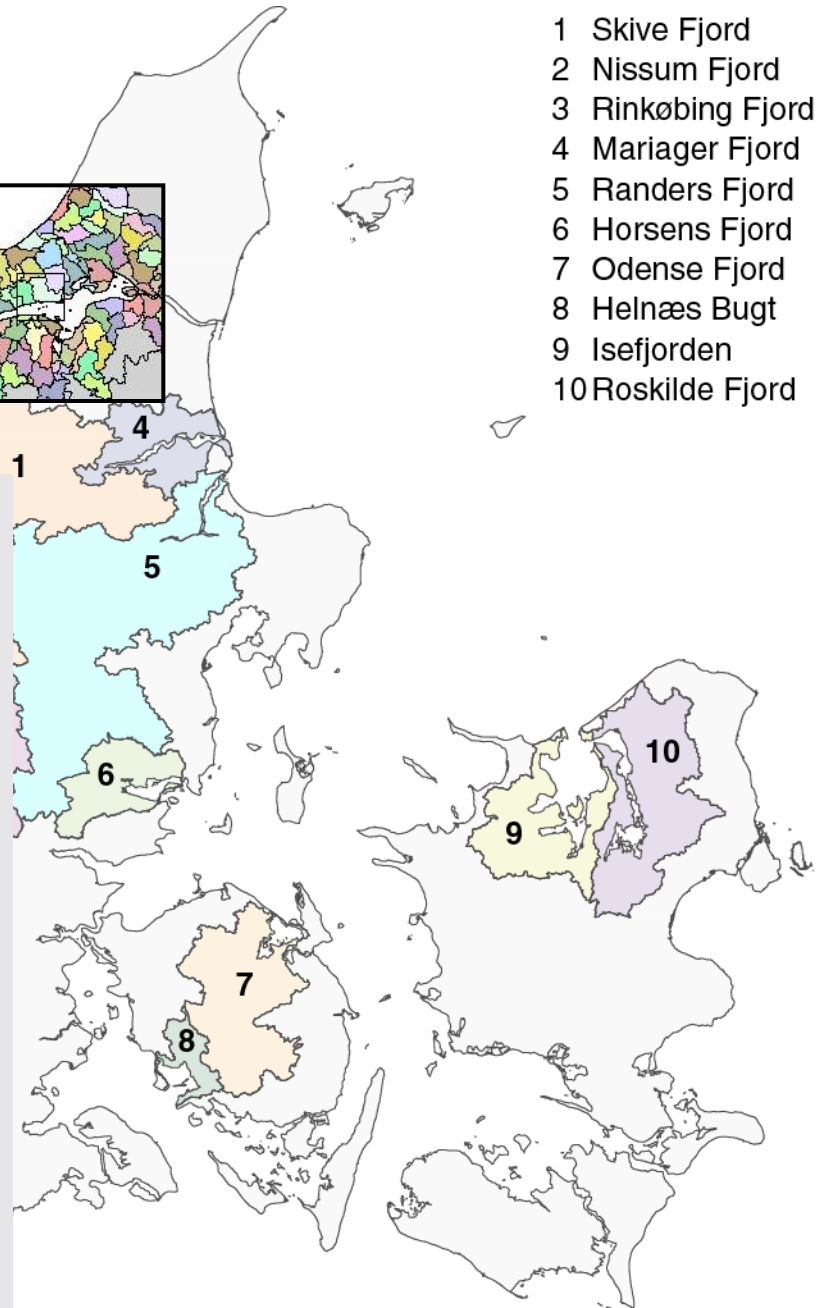 1 Skive Fjord
2 Nissum Fjord
3 Rinkøbing Fjord
4 Mariager Fjord
5 Randers Fjord
6 Horsens Fjord
7 Odense Fjord
8 Helnæs Bugt
9 Isefjorden
10 Roskilde Fjord
4
1
5
10
6
9
7
8